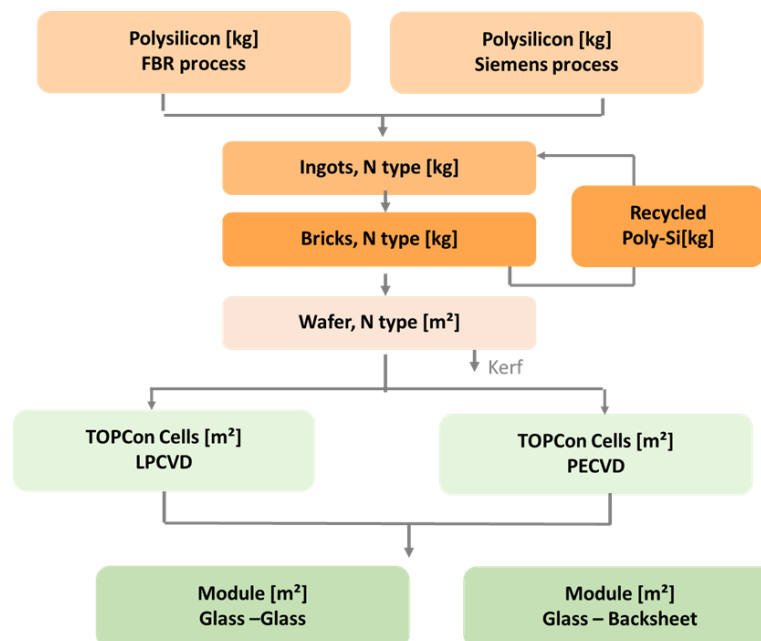 Polysilicon [kg]
FBR process
Polysilicon [kg]
Siemens process
Ingots, N type [kg]
Recycled
Poly-Si[kg]
Bricks, N type [kg]
Wafer, N type [m²]
Kerf
TOPCon Cells [m²]
LPCVD
TOPCon Cells [m²]
PECVD
Module [m²]
Glass –Glass
Module [m²]
Glass – Backsheet